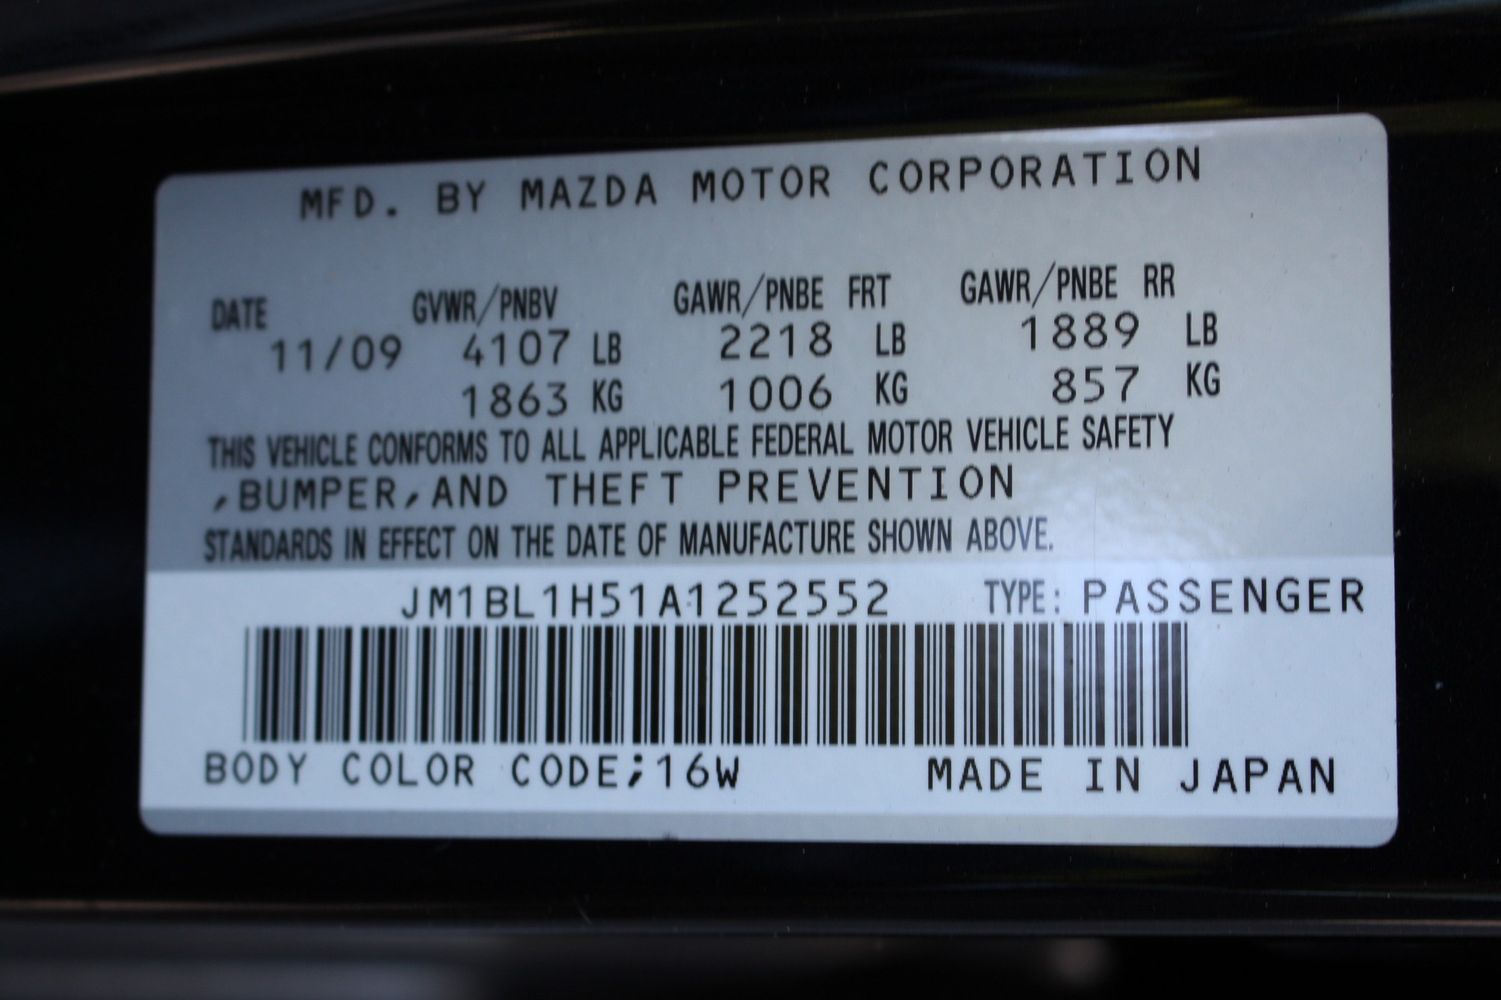 MFD. BY MAZDA MOTOR CORPORATION
DATE GVWR/PNBV GAWR/PNBE FRT GAWR/PNBE RR
11/09 4107 LB 2218 LB 1889 LB
1863 KG 1006 KG 857 KG
THIS VEHICLE CONFORMS TO ALL APPLICABLE FEDERAL MOTOR VEHICLE SAFETY
,BUMPER,AND THEFT PREVENTION
STANDARDS IN EFFECT ON THE DATE OF MANUFACTURE SHOWN ABOVE.
JM1BL1H51A1252552 TYPE: PASSENGER
BODY COLOR CODE;16W MADE IN JAPAN